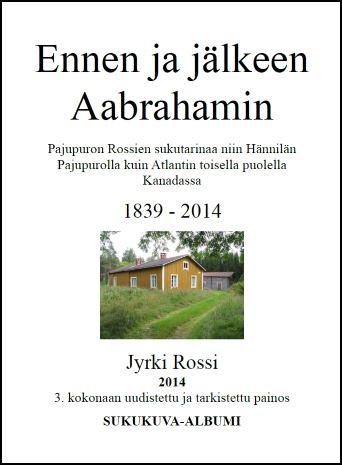 Ennen ja jälkeen
Aabrahamin
Pajupuron Rossien sukutarinaa niin Hännilän
Pajupurolla kuin Atlantin toisella puolella
Kanadassa
1839 - 2014
Jyrki Rossi
2014
3. kokonaan uudistettu ja tarkistettu painos
SUKUKUVA-ALBUMI